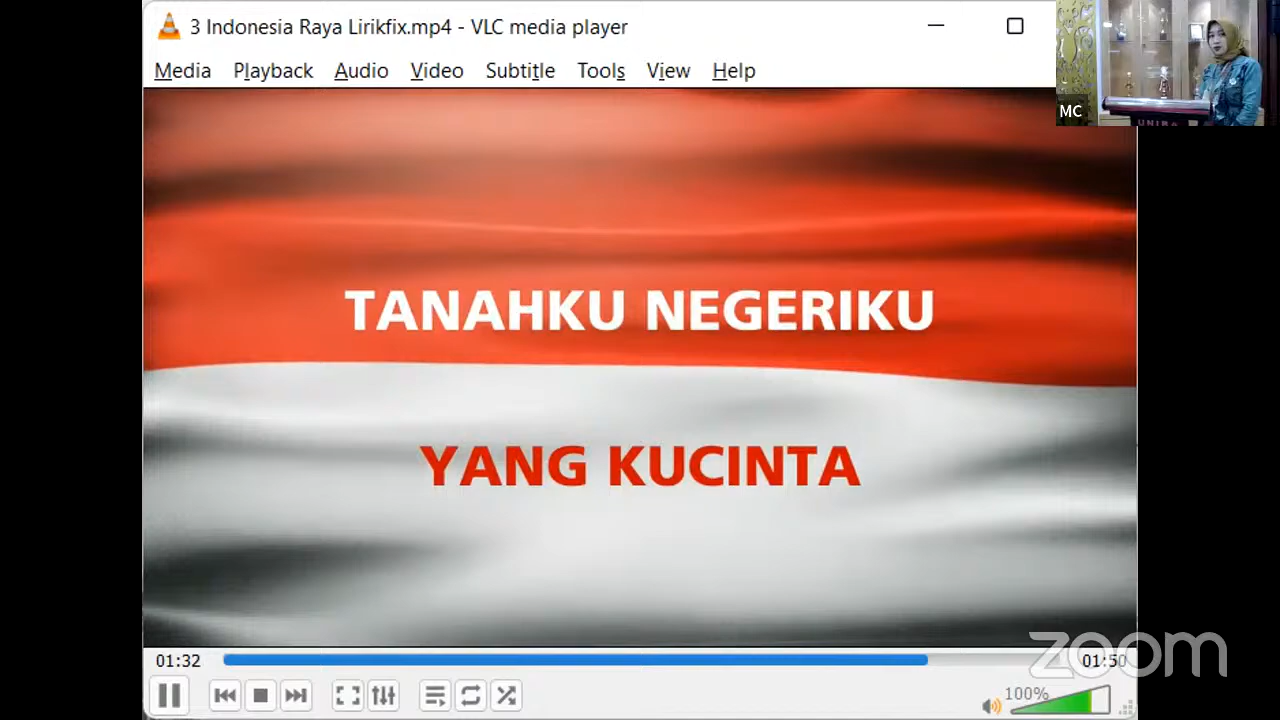 3 Indonesia Raya Lirikfix.mp4 - VLC media player
Media Playback Audio Video Subtitle Tools View Help
MC
UNIBA
TANAHKU NEGERIKU
YANG KUCINTA
01:32
01:50
zoom
100%